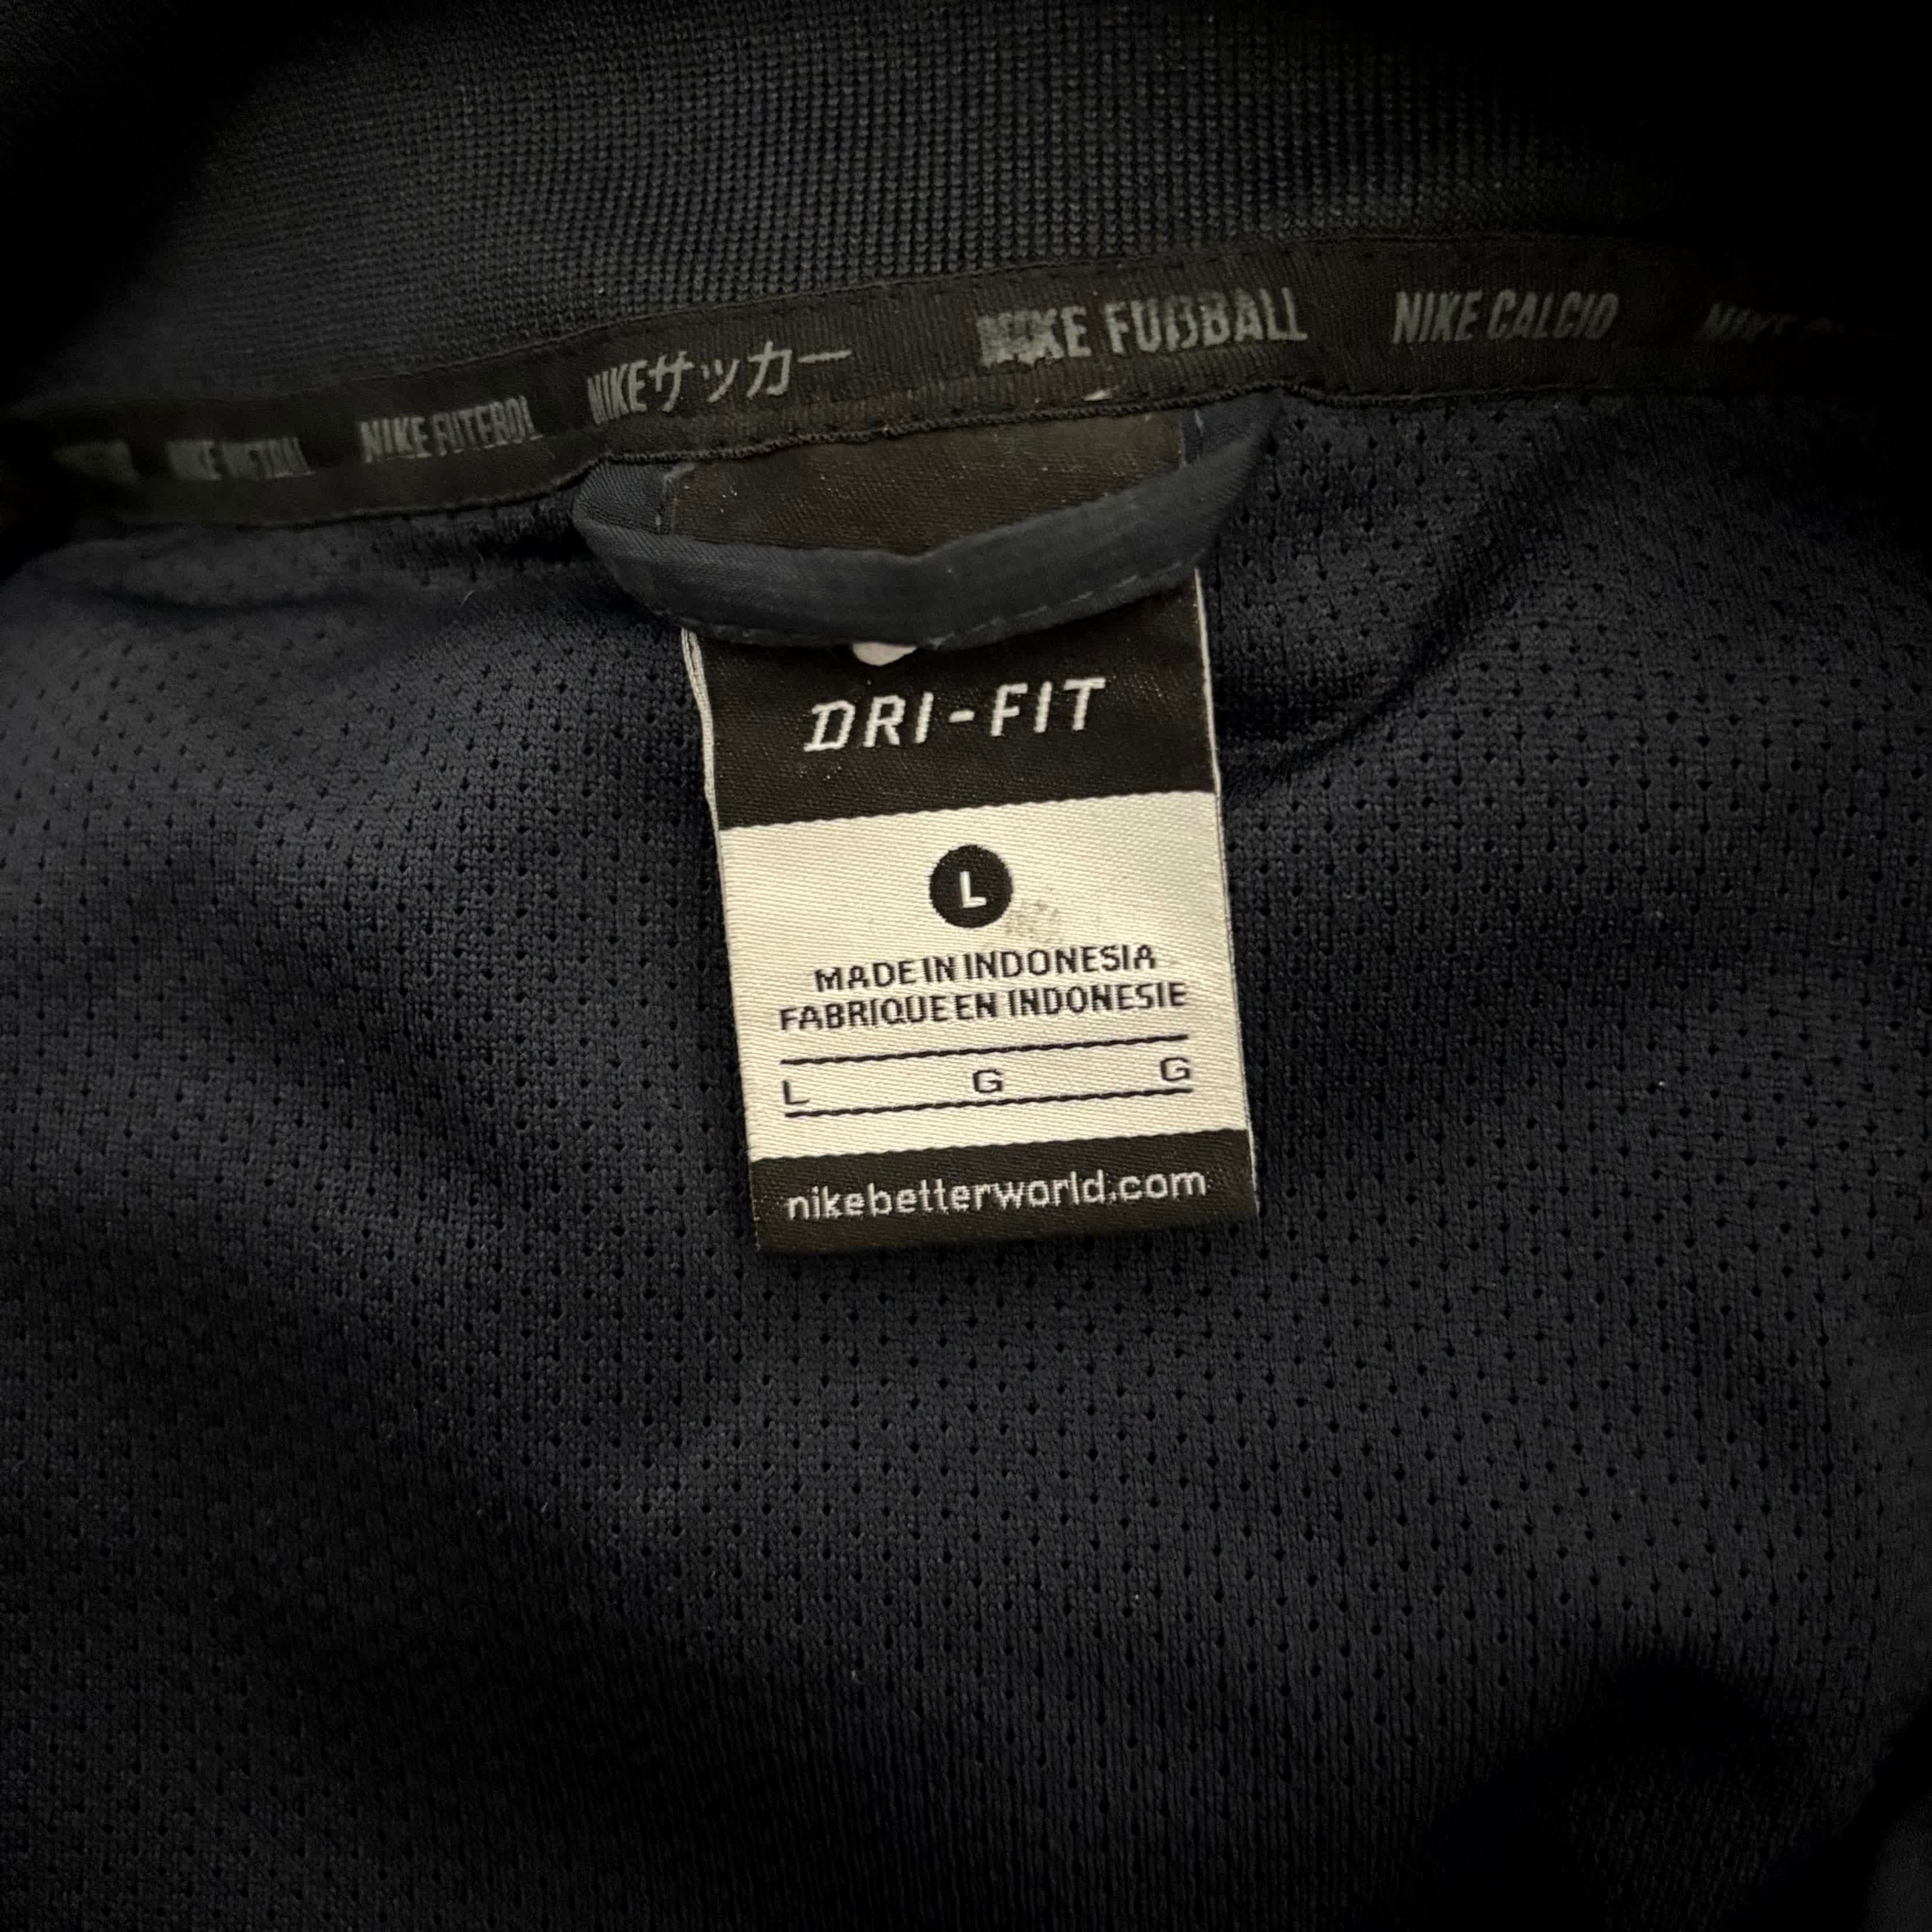 NIKE FUTEBOL NIKEサッカー NIKE FUßBALL NIKE CALCIO
DRI-FIT
L
MADE IN INDONESIA
FABRIQUE EN INDONESIE
L G G
nikebetterworld.com